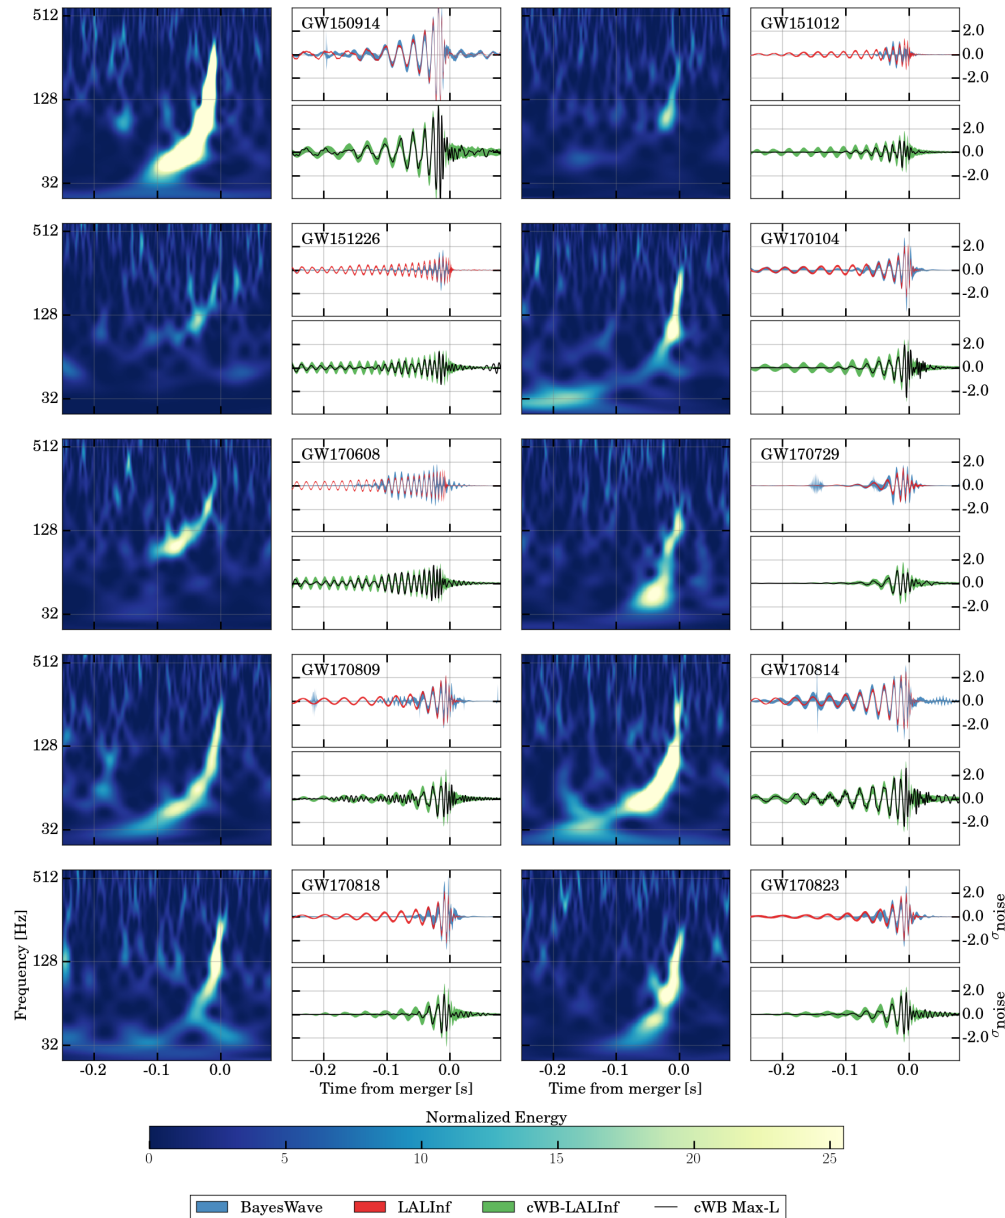 512
128
32
GW150914
GW151012
2.0
0.0
-2.0
2.0
0.0
-2.0
512
128
32
GW151226
GW170104
2.0
0.0
-2.0
2.0
0.0
-2.0
512
128
32
GW170608
GW170729
2.0
0.0
-2.0
2.0
0.0
-2.0
512
128
32
GW170809
GW170814
2.0
0.0
-2.0
2.0
0.0
-2.0
512
128
32
Frequency [Hz]
GW170818
GW170823
2.0
0.0
-2.0
σnoise
2.0
0.0
-2.0
σnoise
-0.2 -0.1 0.0 -0.2 -0.1 0.0 -0.2 -0.1 0.0 -0.2 -0.1 0.0
Time from merger [s] Time from merger [s]
Normalized Energy
0 5 10 15 20 25
BayesWave LALInf cWB-LALInf cWB Max-L